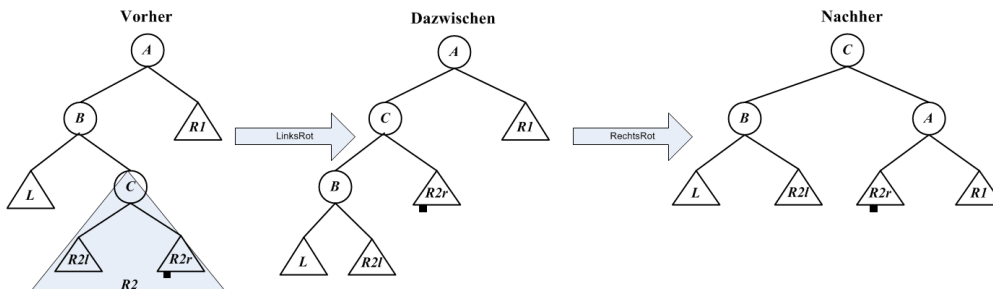 Vorher
Dazwischen
Nachher
A
B
R1
L
C
R2l
R2r
R2
LinksRot
A
C
R1
B
R2r
L
R2l
RechtsRot
C
B
A
L
R2l
R2r
R1